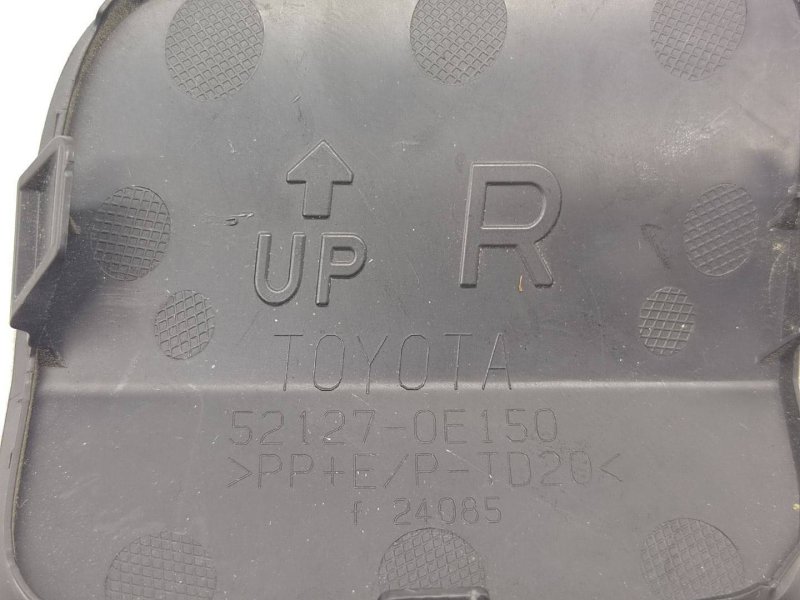 UP R
TOYOTA
52127-0E150
>PP+E/P-TD20<
f 24085